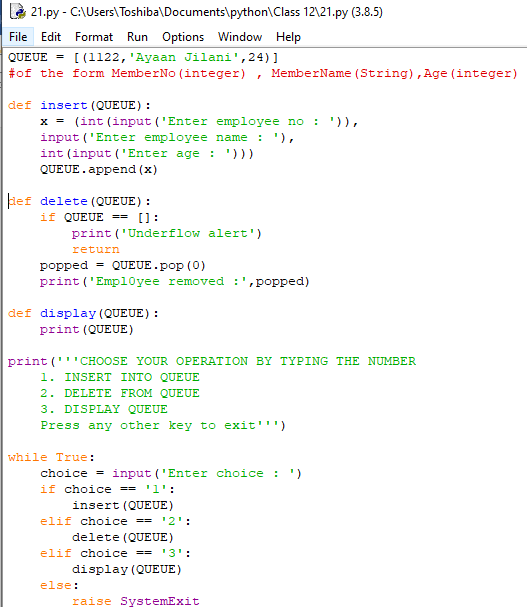 21.py - C:\Users\Toshiba\Documents\python\Class 12\21.py (3.8.5)
File Edit Format Run Options Window Help
QUEUE = [(1122,'Ayaan Jilani',24)]
#of the form MemberNo(integer) , MemberName(String),Age(integer)
def insert(QUEUE):
    x = (int(input('Enter employee no : ')),
    input('Enter employee name : '),
    int(input('Enter age : ')))
    QUEUE.append(x)
def delete(QUEUE):
    if QUEUE == []:
        print('Underflow alert')
        return
    popped = QUEUE.pop(0)
    print('Empl0yee removed :',popped)
def display(QUEUE):
    print(QUEUE)
print('''CHOOSE YOUR OPERATION BY TYPING THE NUMBER
    1. INSERT INTO QUEUE
    2. DELETE FROM QUEUE
    3. DISPLAY QUEUE
    Press any other key to exit''')
while True:
    choice = input('Enter choice : ')
    if choice == '1':
        insert(QUEUE)
    elif choice == '2':
        delete(QUEUE)
    elif choice == '3':
        display(QUEUE)
    else:
        raise SystemExit